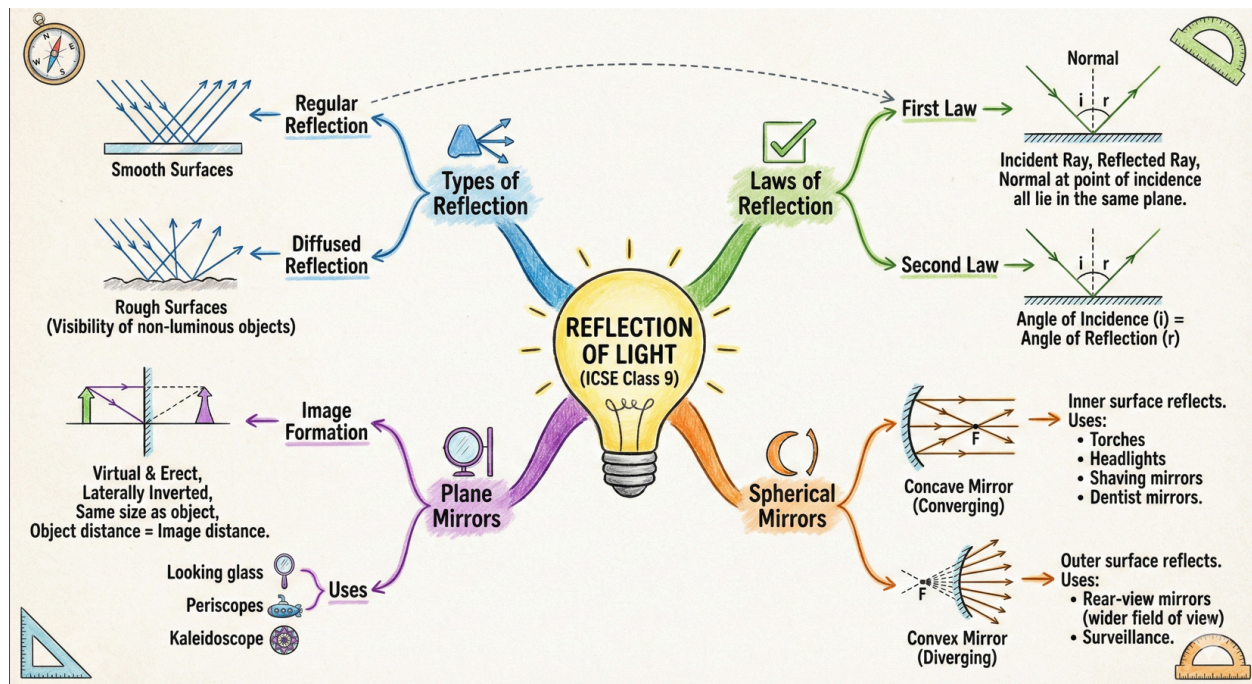 REFLECTION
OF LIGHT
(ICSE Class 9)
Types of
Reflection
Regular
Reflection
Smooth Surfaces
Diffused
Reflection
Rough Surfaces
(Visibility of non-luminous objects)
Laws of
Reflection
First Law
Normal
i r
Incident Ray, Reflected Ray,
Normal at point of incidence
all lie in the same plane.
Second Law
i r
Angle of Incidence (i) =
Angle of Reflection (r)
Plane
Mirrors
Image
Formation
Virtual & Erect,
Laterally Inverted,
Same size as object,
Object distance = Image distance.
Uses
Looking glass
Periscopes
Kaleidoscope
Spherical
Mirrors
F
Concave Mirror
(Converging)
Inner surface reflects.
Uses:
• Torches
• Headlights
• Shaving mirrors
• Dentist mirrors.
F
Convex Mirror
(Diverging)
Outer surface reflects.
Uses:
• Rear-view mirrors
(wider field of view)
• Surveillance.
N
E
W
S